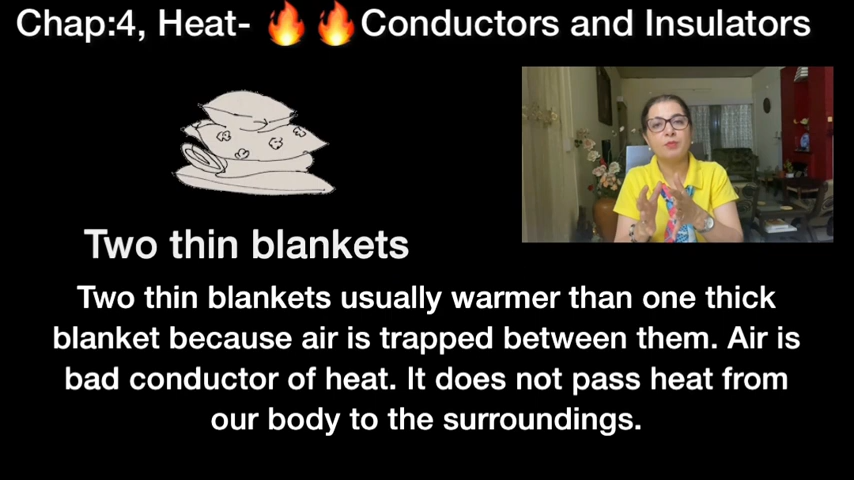 Chap:4, Heat- 🔥🔥Conductors and Insulators
Two thin blankets
Two thin blankets usually warmer than one thick
blanket because air is trapped between them. Air is
bad conductor of heat. It does not pass heat from
our body to the surroundings.